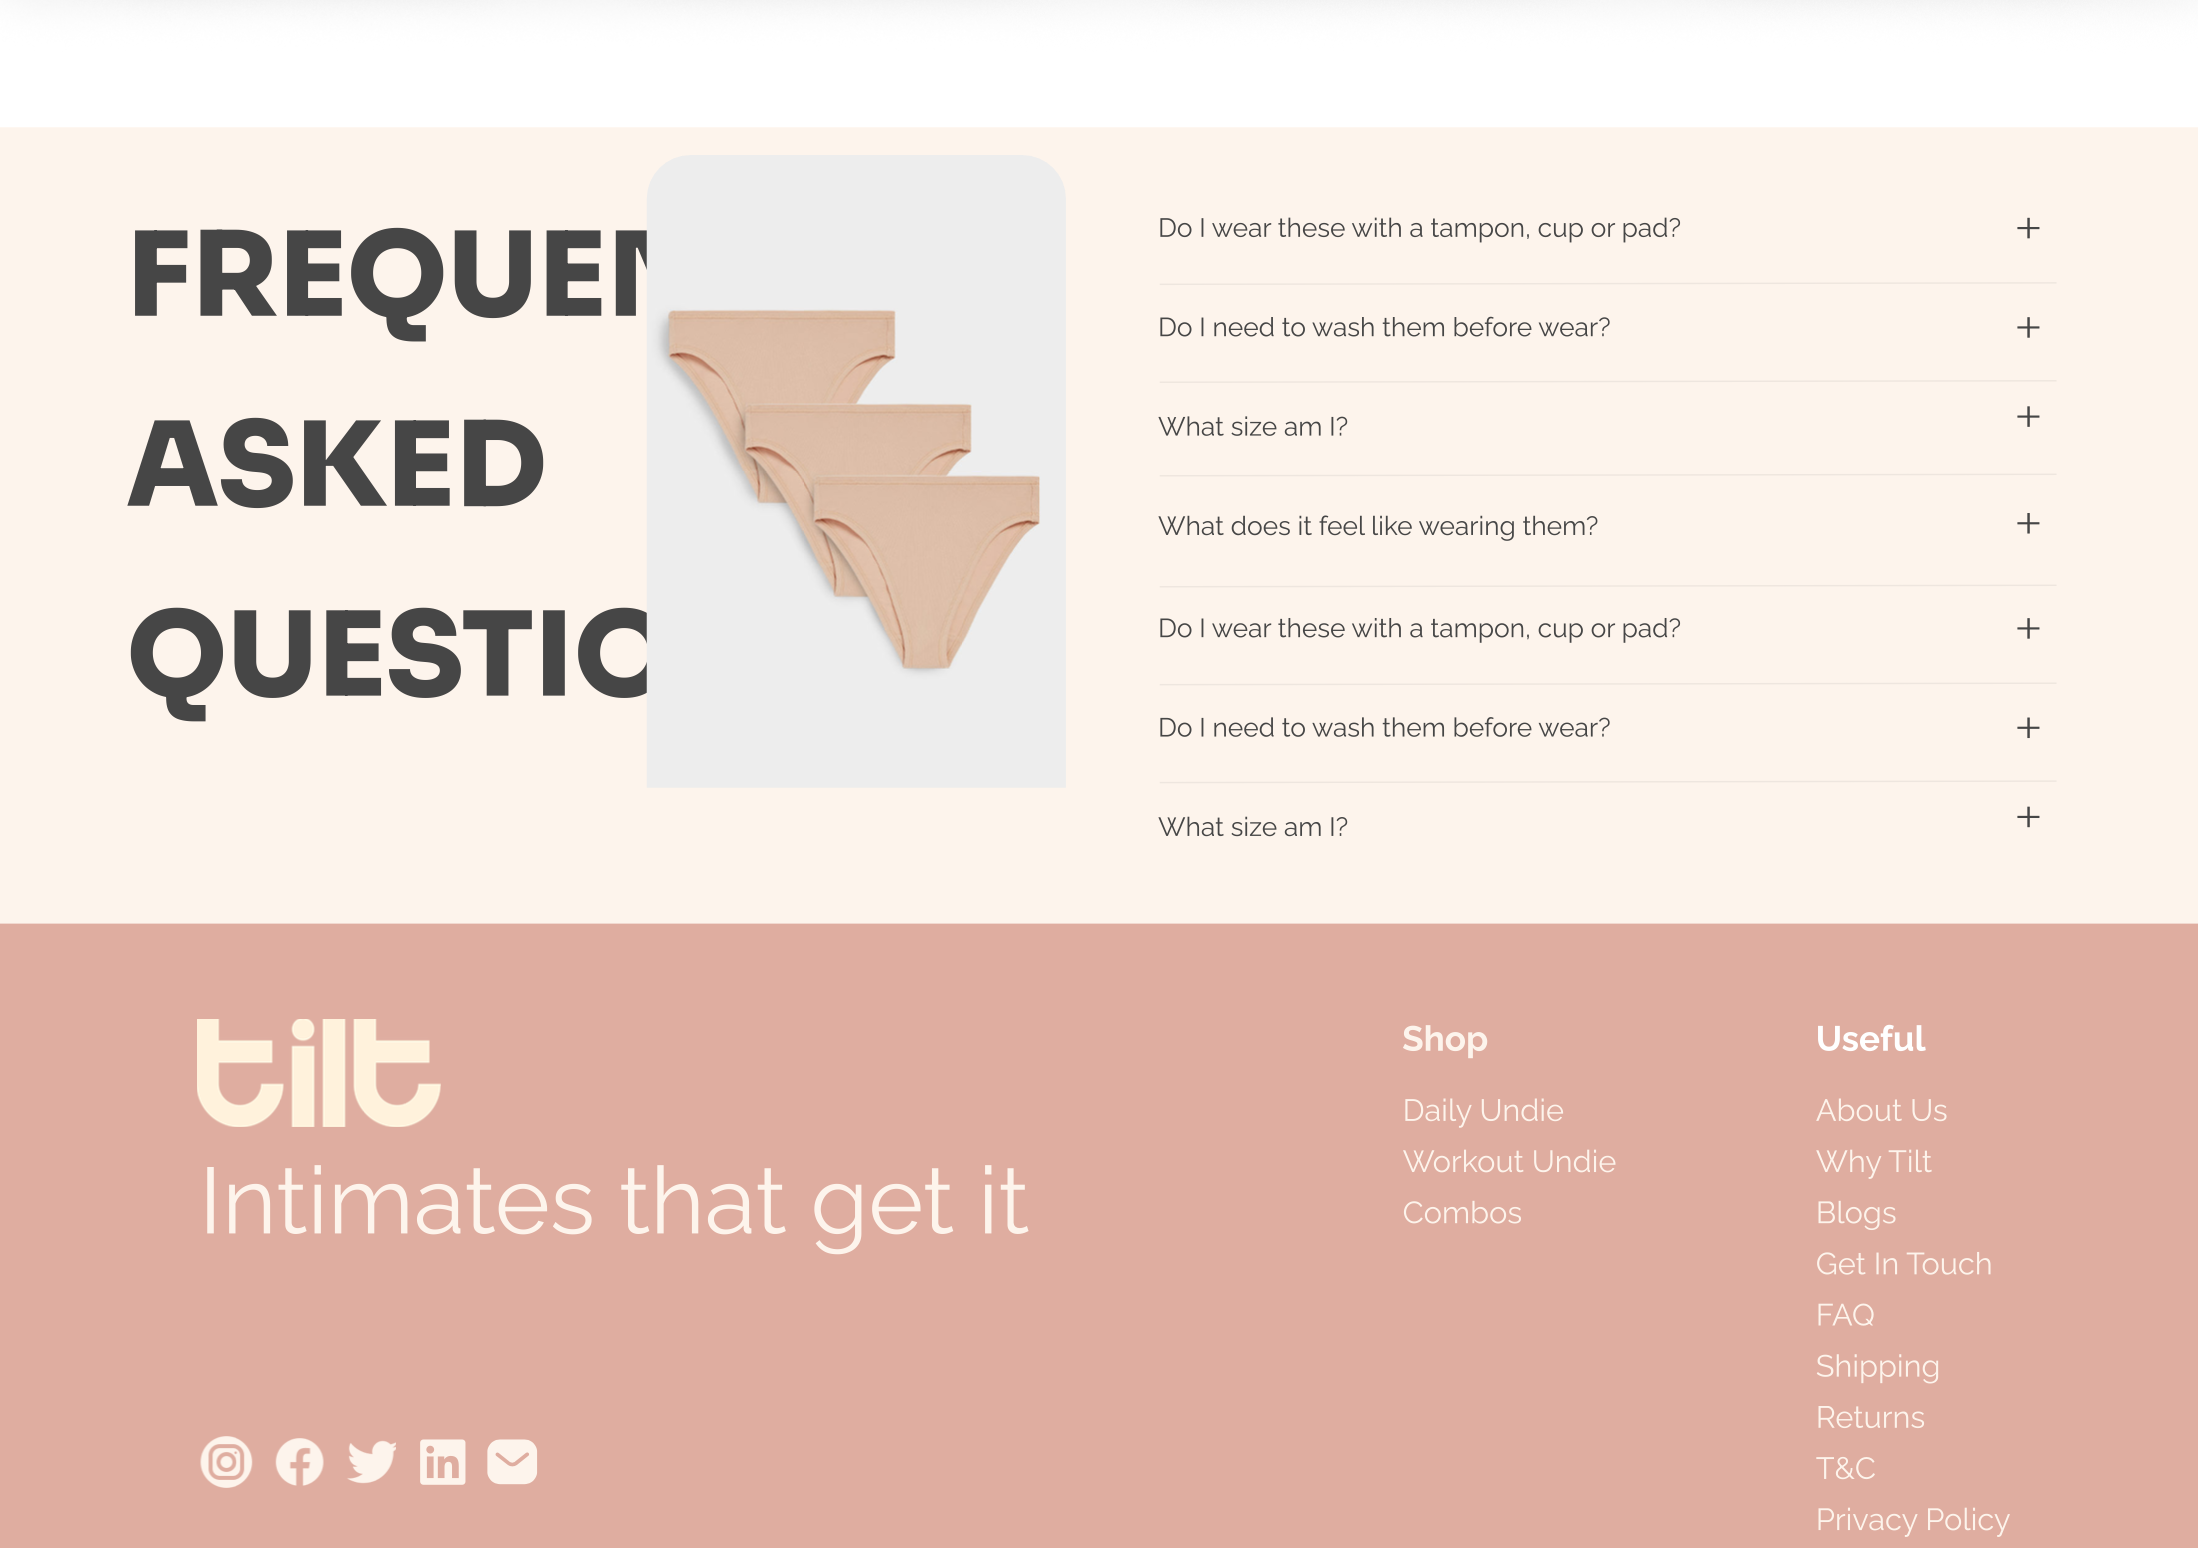 FREQUEN
ASKED
QUESTIO
Do I wear these with a tampon, cup or pad?
Do I need to wash them before wear?
What size am I?
What does it feel like wearing them?
Do I wear these with a tampon, cup or pad?
Do I need to wash them before wear?
What size am I?
tilt
Intimates that get it
Shop
Daily Undie
Workout Undie
Combos
Useful
About Us
Why Tilt
Blogs
Get In Touch
FAQ
Shipping
Returns
T&C
Privacy Policy
in